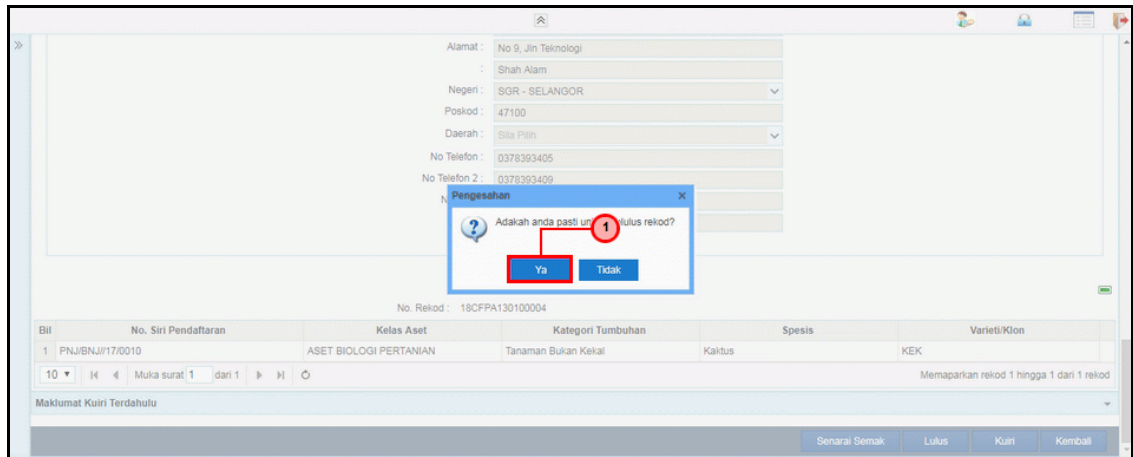 Alamat : No 9, Jln Teknologi
: Shah Alam
Negeri : SGR - SELANGOR
Poskod : 47100
Daerah : Sila Pilih
No Telefon : 0378393405
No Telefon 2 : 0378393409
Pengesahan
Adakah anda pasti rekod?
1
Ya Tidak
No. Rekod : 18CFPA130100004
Bil No. Siri Pendaftaran Kelas Aset Kategori Tumbuhan Spesis Varieti/Klon
1 PNJ/BNJ//17/0010 ASET BIOLOGI PERTANIAN Tanaman Bukan Kekal Kaktus KEK
10 Muka surat 1 dari 1 Memaparkan rekod 1 hingga 1 dari 1 rekod
Maklumat Kuiri Terdahulu
Senarai Semak Lulus Kuiri Kembali